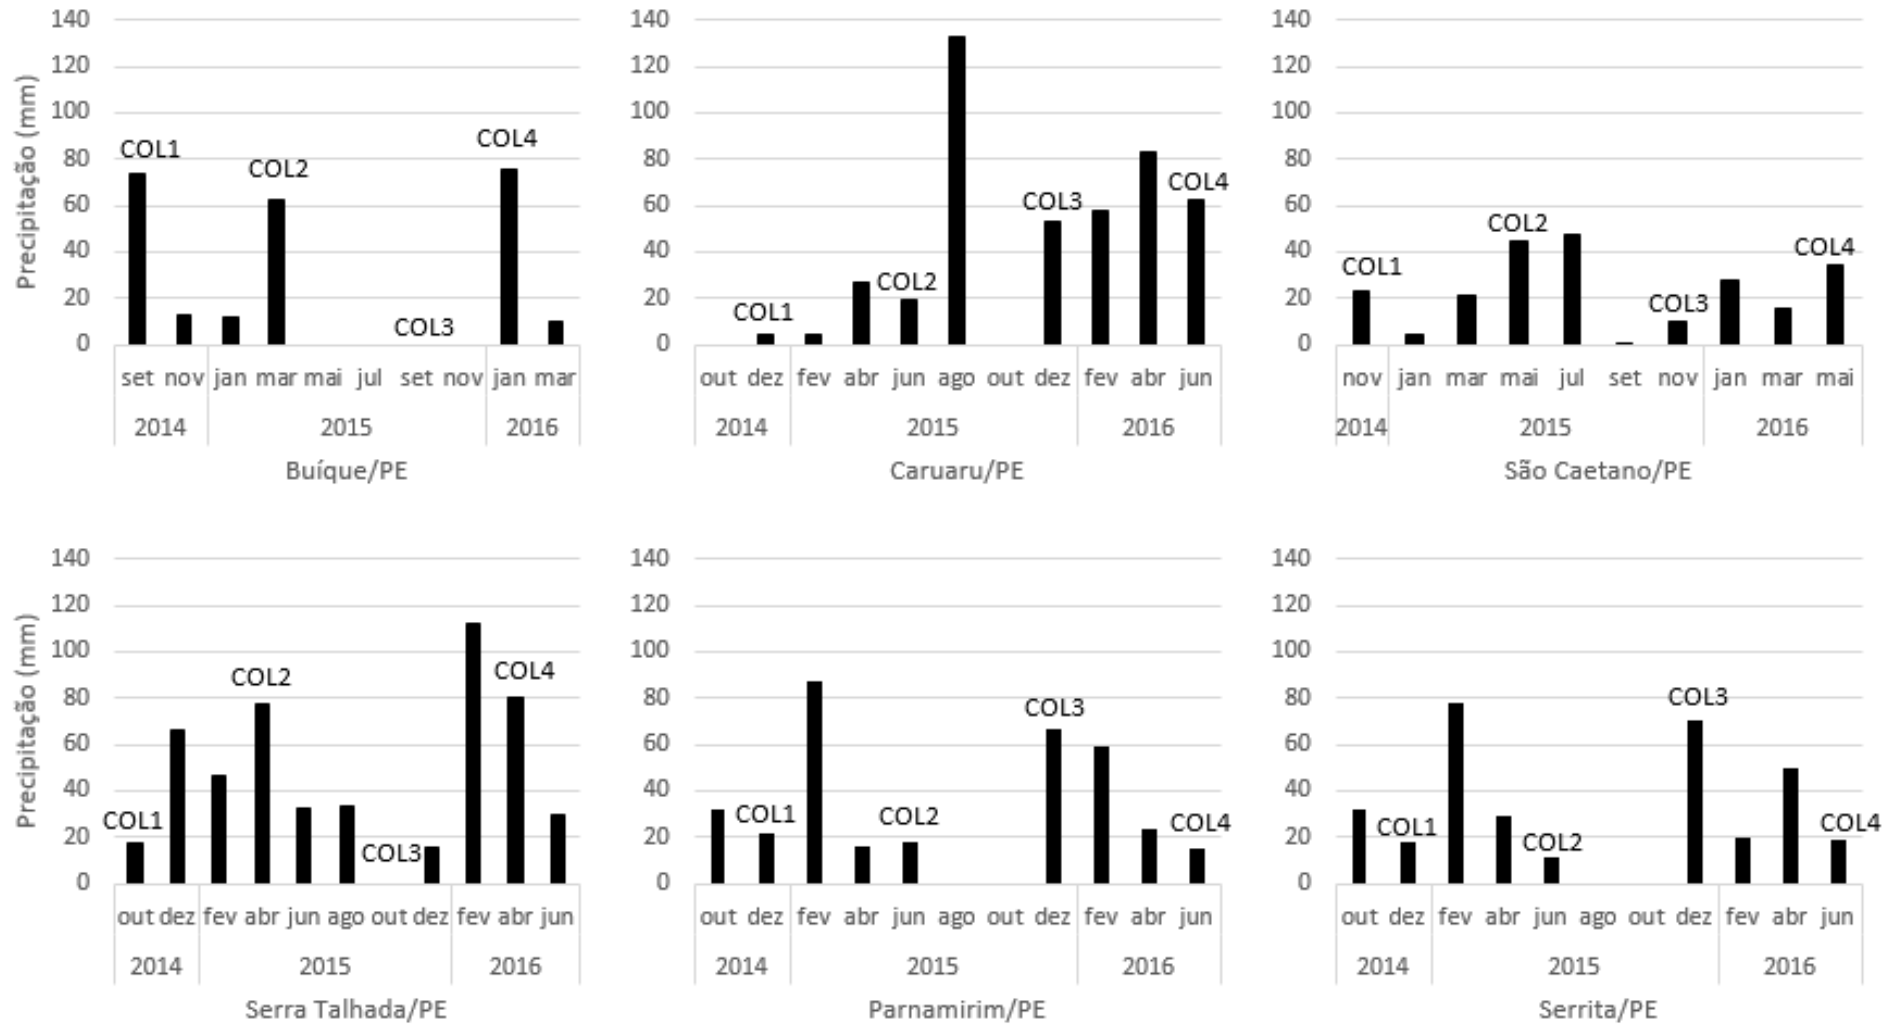 Precipitação (mm)
140
120
100
80
60
40
20
0
COL1
COL2
COL3
COL4
set nov jan mar mai jul set nov jan mar
2014 2015 2016
Buíque/PE
140
120
100
80
60
40
20
0
COL1
COL2
COL3
COL4
out dez fev abr jun ago out dez fev abr jun
2014 2015 2016
Caruaru/PE
140
120
100
80
60
40
20
0
COL1
COL2
COL3
COL4
nov jan mar mai jul set nov jan mar mai
2014 2015 2016
São Caetano/PE
Precipitação (mm)
140
120
100
80
60
40
20
0
COL1
COL2
COL3
COL4
out dez fev abr jun ago out dez fev abr jun
2014 2015 2016
Serra Talhada/PE
140
120
100
80
60
40
20
0
COL1
COL2
COL3
COL4
out dez fev abr jun ago out dez fev abr jun
2014 2015 2016
Parnamirim/PE
140
120
100
80
60
40
20
0
COL1
COL2
COL3
COL4
out dez fev abr jun ago out dez fev abr jun
2014 2015 2016
Serrita/PE